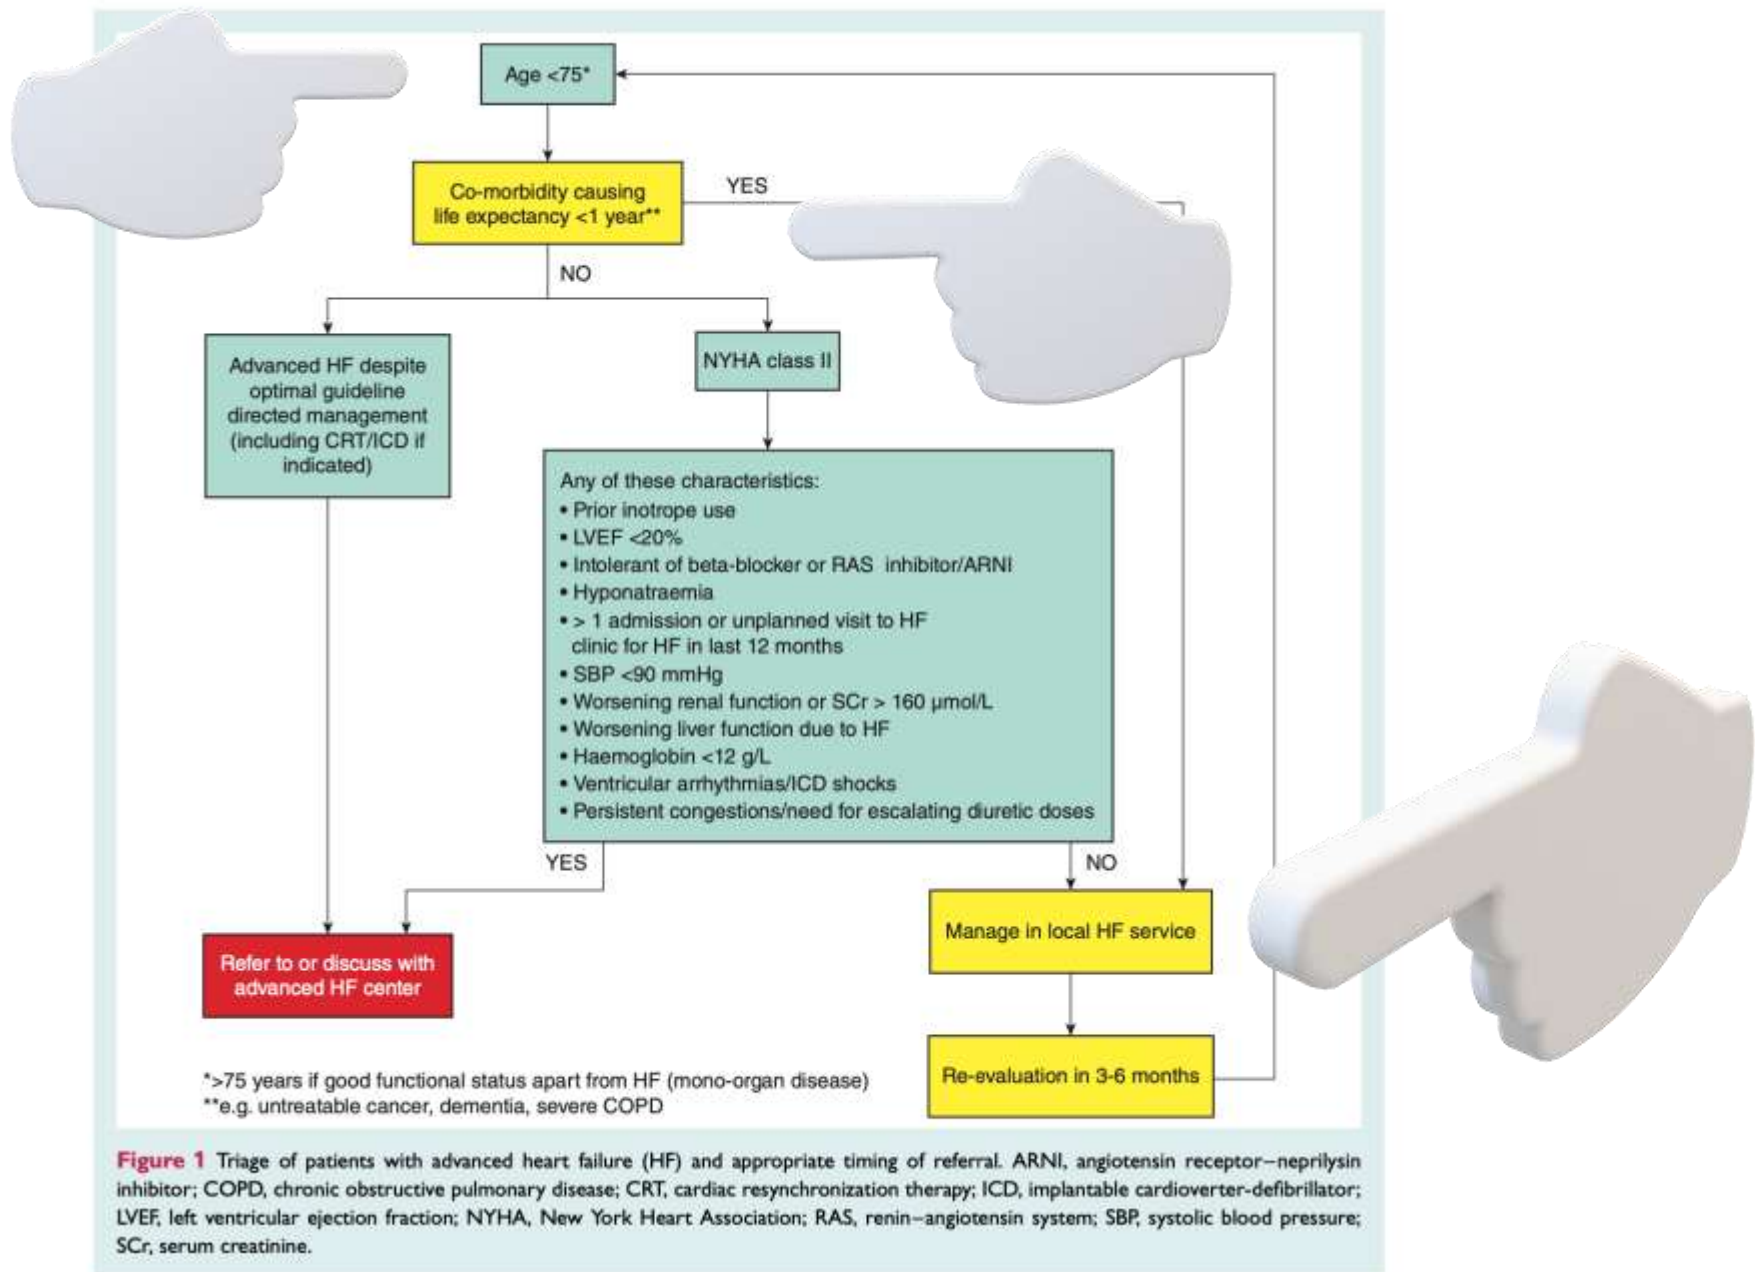 Age <75*
Co-morbidity causing
life expectancy <1 year**
YES
NO
Advanced HF despite
optimal guideline
directed management
(including CRT/ICD if
indicated)
NYHA class II
Any of these characteristics:
• Prior inotrope use
• LVEF <20%
• Intolerant of beta-blocker or RAS inhibitor/ARNI
• Hyponatraemia
• > 1 admission or unplanned visit to HF
clinic for HF in last 12 months
• SBP <90 mmHg
• Worsening renal function or SCr > 160 µmol/L
• Worsening liver function due to HF
• Haemoglobin <12 g/L
• Ventricular arrhythmias/ICD shocks
• Persistent congestions/need for escalating diuretic doses
YES
NO
Refer to or discuss with
advanced HF center
Manage in local HF service
Re-evaluation in 3-6 months
*>75 years if good functional status apart from HF (mono-organ disease)
**e.g. untreatable cancer, dementia, severe COPD
Figure 1 Triage of patients with advanced heart failure (HF) and appropriate timing of referral. ARNI, angiotensin receptor–neprilysin
inhibitor; COPD, chronic obstructive pulmonary disease; CRT, cardiac resynchronization therapy; ICD, implantable cardioverter-defibrillator;
LVEF, left ventricular ejection fraction; NYHA, New York Heart Association; RAS, renin–angiotensin system; SBP, systolic blood pressure;
SCr, serum creatinine.